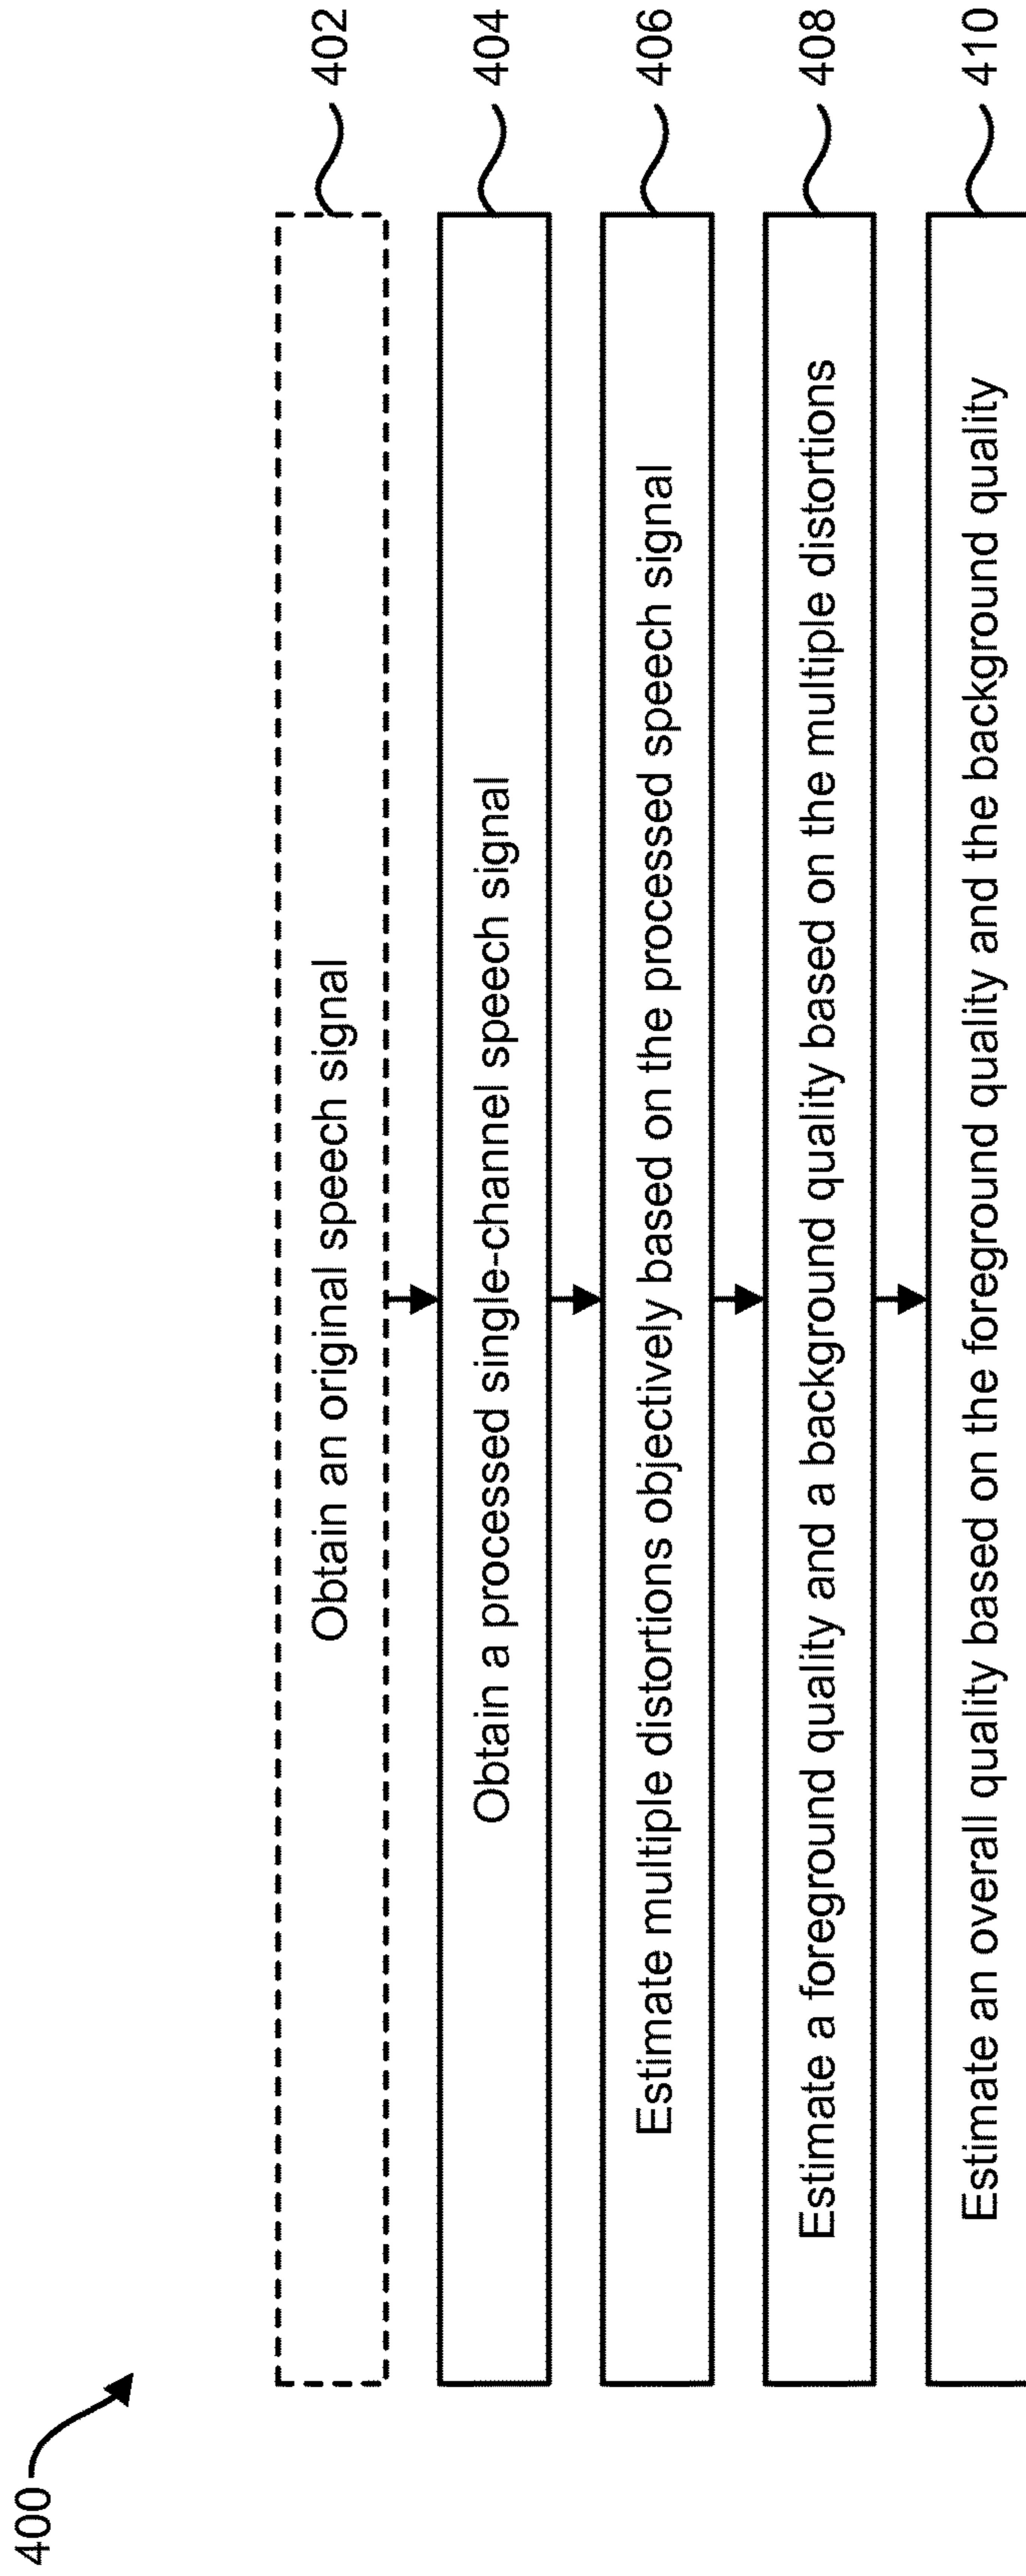 400
Obtain an original speech signal
402
Obtain a processed single-channel speech signal
404
Estimate multiple distortions objectively based on the processed speech signal
406
Estimate a foreground quality and a background quality based on the multiple distortions
408
Estimate an overall quality based on the foreground quality and the background quality
410